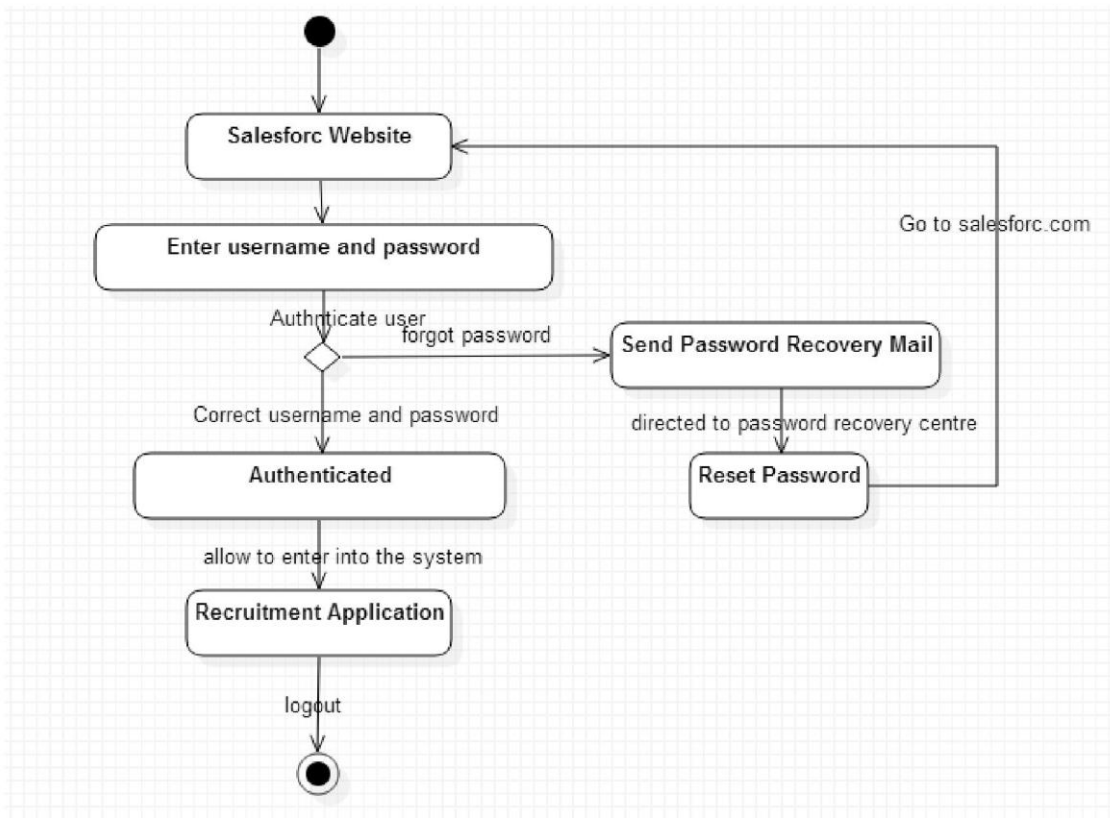 Salesforc Website
Go to salesforc.com
Enter username and password
Authnticate user
forgot password
Send Password Recovery Mail
Correct username and password
directed to password recovery centre
Authenticated
Reset Password
allow to enter into the system
Recruitment Application
logout